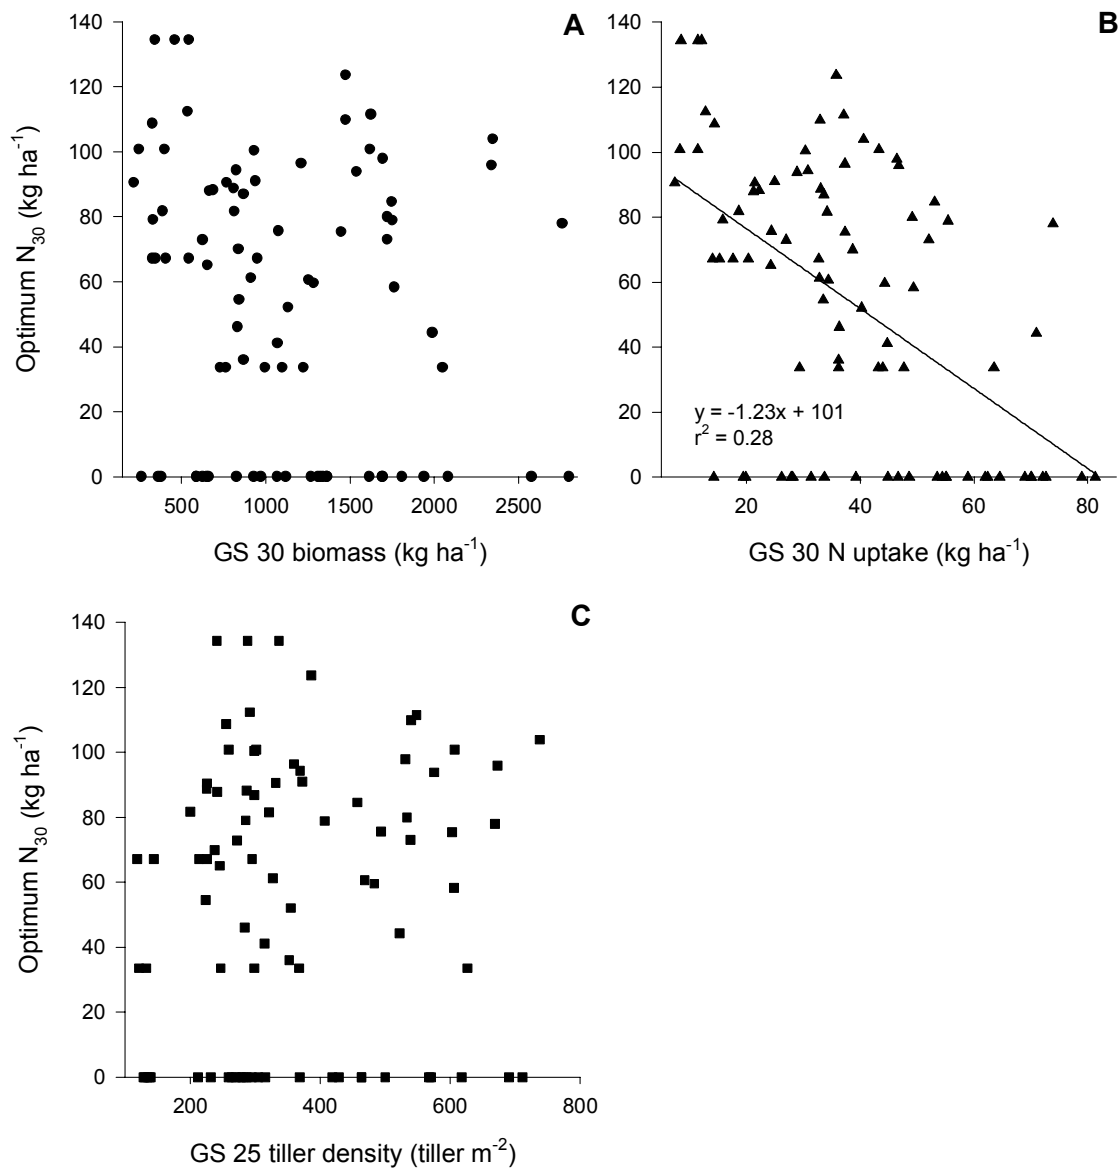 A
140
120
100
80
60
40
20
0
Optimum N30 (kg ha-1)
500 1000 1500 2000 2500
GS 30 biomass (kg ha-1)
B
140
120
100
80
60
40
20
0
y = -1.23x + 101
r2 = 0.28
20 40 60 80
GS 30 N uptake (kg ha-1)
C
140
120
100
80
60
40
20
0
Optimum N30 (kg ha-1)
200 400 600 800
GS 25 tiller density (tiller m-2)